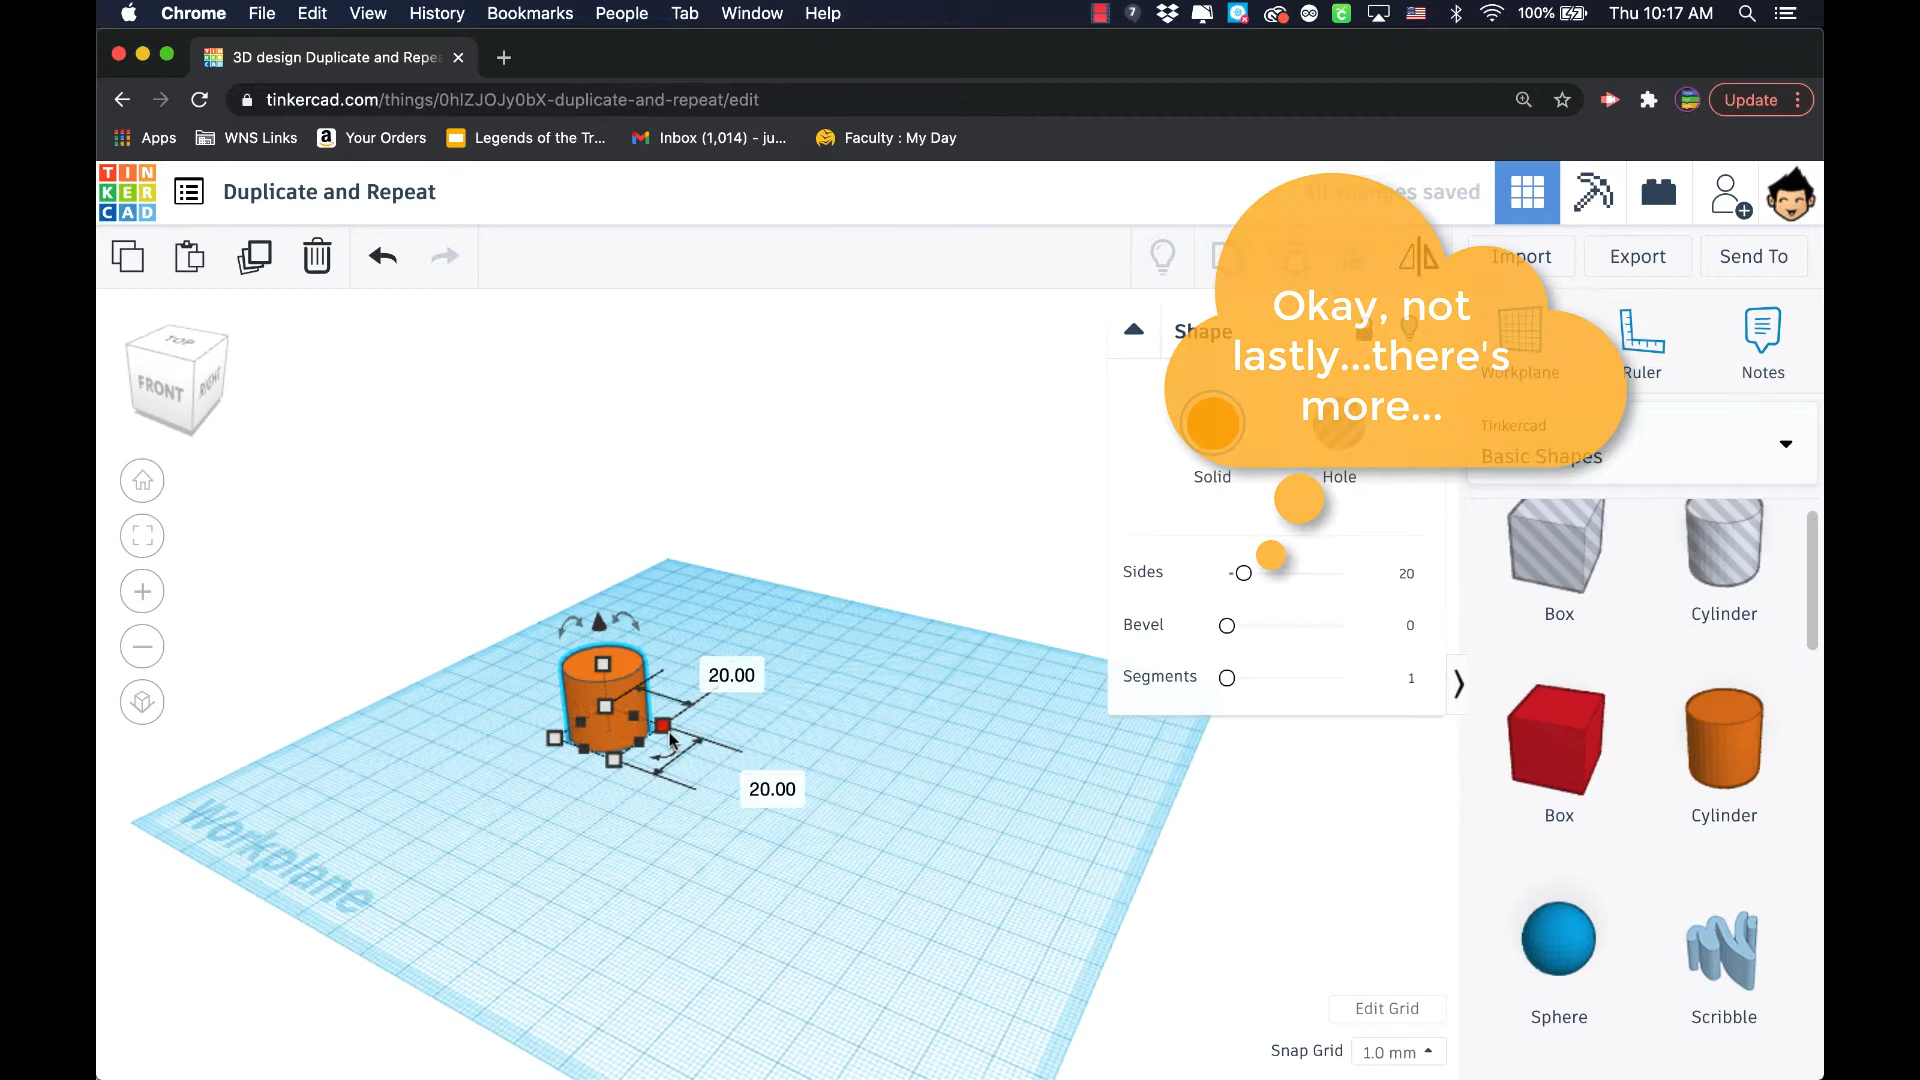 Chrome File Edit View History Bookmarks People Tab Window Help 7 100% Thu 10:17 AM
3D design Duplicate and Repe
tinkercad.com/things/0hIZJOJy0bX-duplicate-and-repeat/edit Update
Apps WNS Links Your Orders Legends of the Tr... Inbox (1,014) - ju... Faculty : My Day
TIN
KER
CAD
Duplicate and Repeat
saved
Import Export Send To
Okay, not
lastly...there's
more...
Shape
Workplane Ruler Notes
TOP
FRONT
RIGHT
Tinkercad
Basic Shapes
Solid Hole
Sides 20
Bevel 0
Segments 1
Box Cylinder
20.00
20.00
Box Cylinder
Workplane
Sphere Scribble
Edit Grid
Snap Grid 1.0 mm